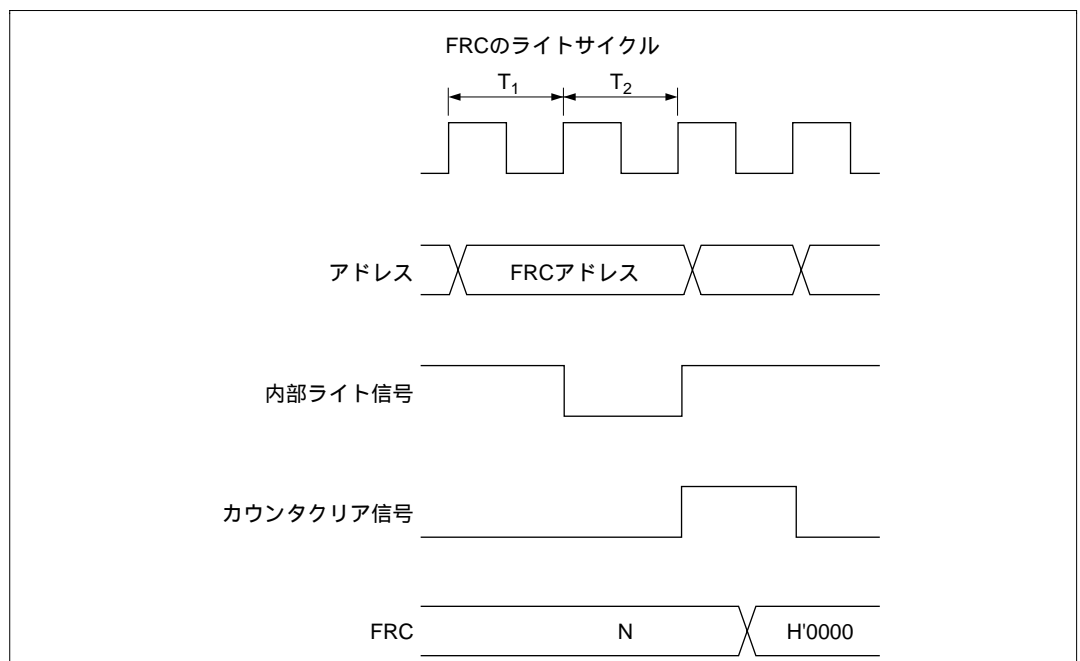 FRCのライトサイクル
T1 T2
アドレス FRCアドレス
内部ライト信号
カウンタクリア信号
FRC N H'0000